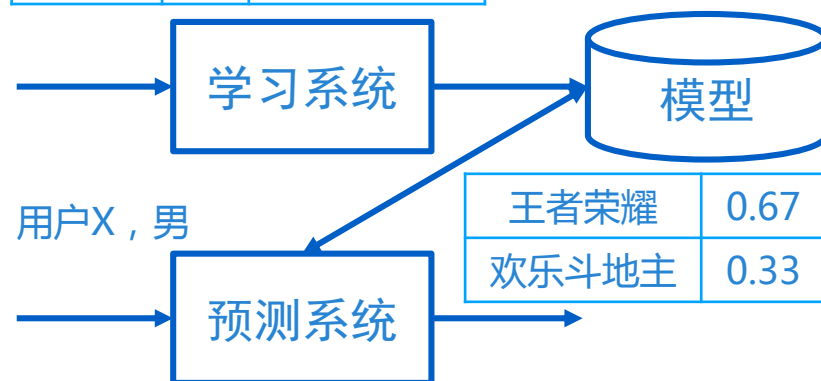 学习系统
模型
用户X，男
王者荣耀 0.67
欢乐斗地主 0.33
预测系统